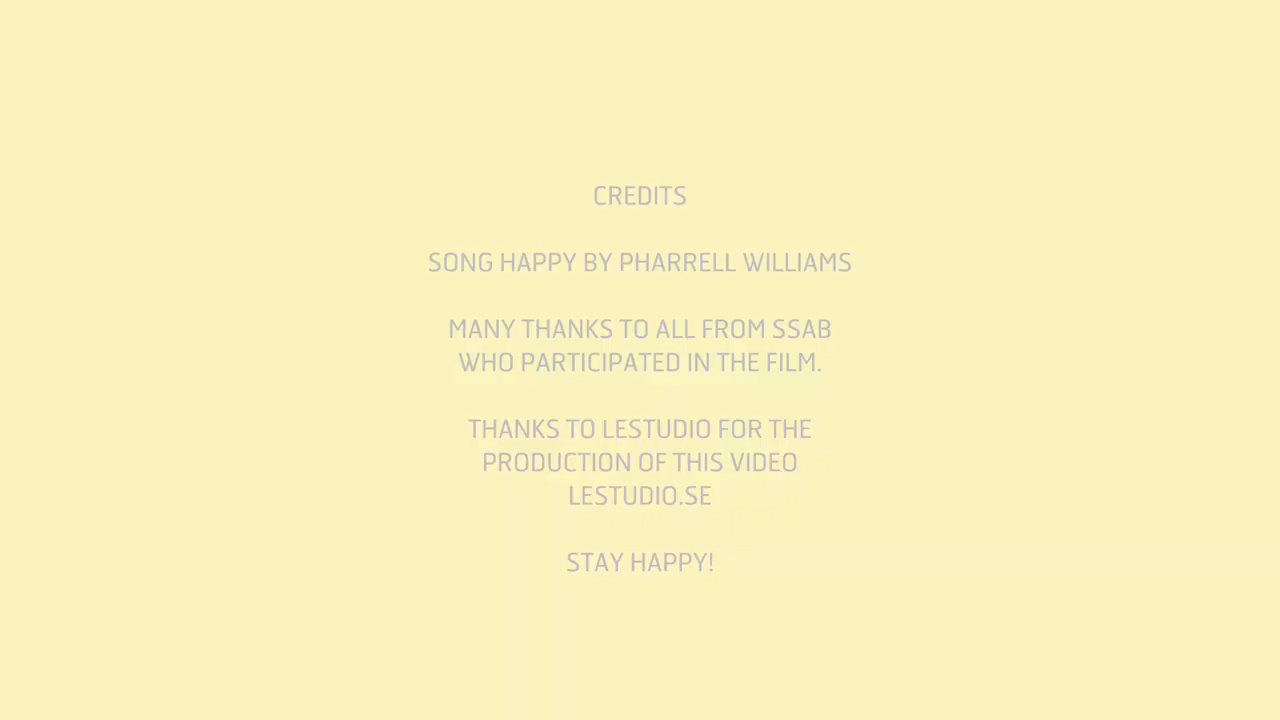 CREDITS
SONG HAPPY BY PHARRELL WILLIAMS
MANY THANKS TO ALL FROM SSAB
WHO PARTICIPATED IN THE FILM.
THANKS TO LESTUDIO FOR THE
PRODUCTION OF THIS VIDEO
LESTUDIO.SE
STAY HAPPY!